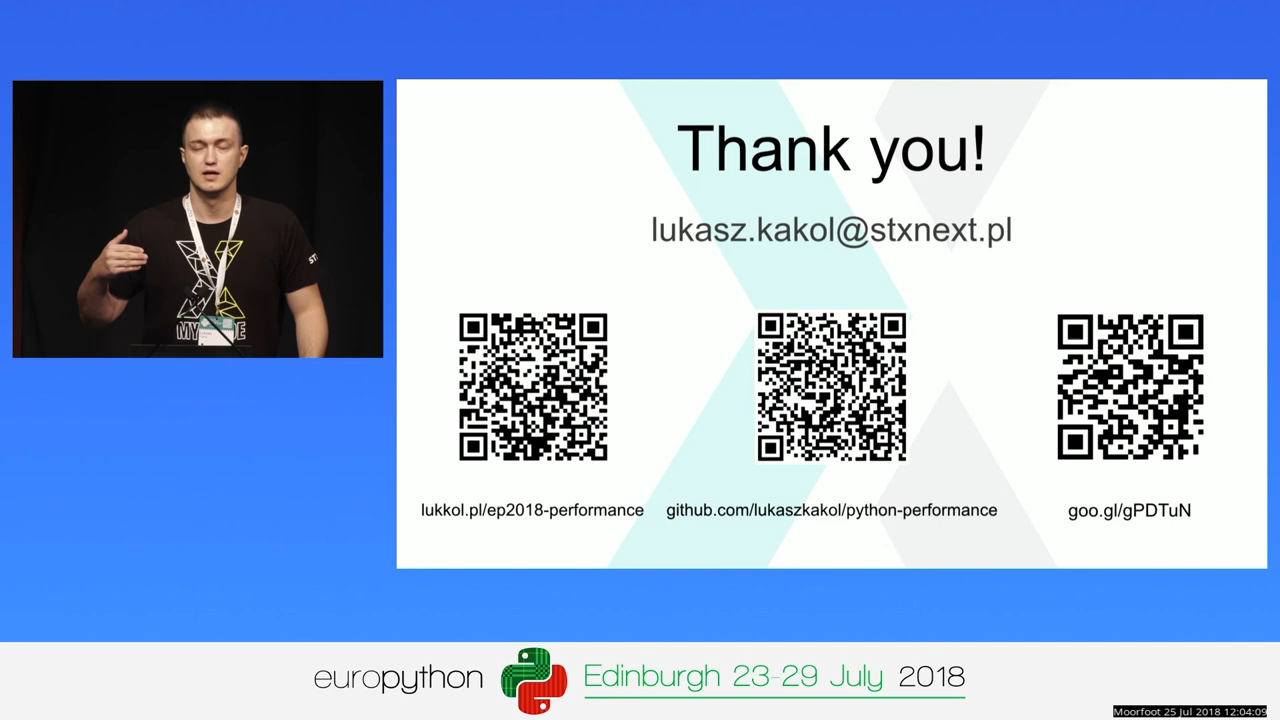 Thank you!
lukasz.kakol@stxnext.pl
lukkol.pl/ep2018-performance
github.com/lukaszkakol/python-performance
goo.gl/gPDTuN
europython
Edinburgh 23-29 July 2018
Moorfoot 25 Jul 2018 12:04:09